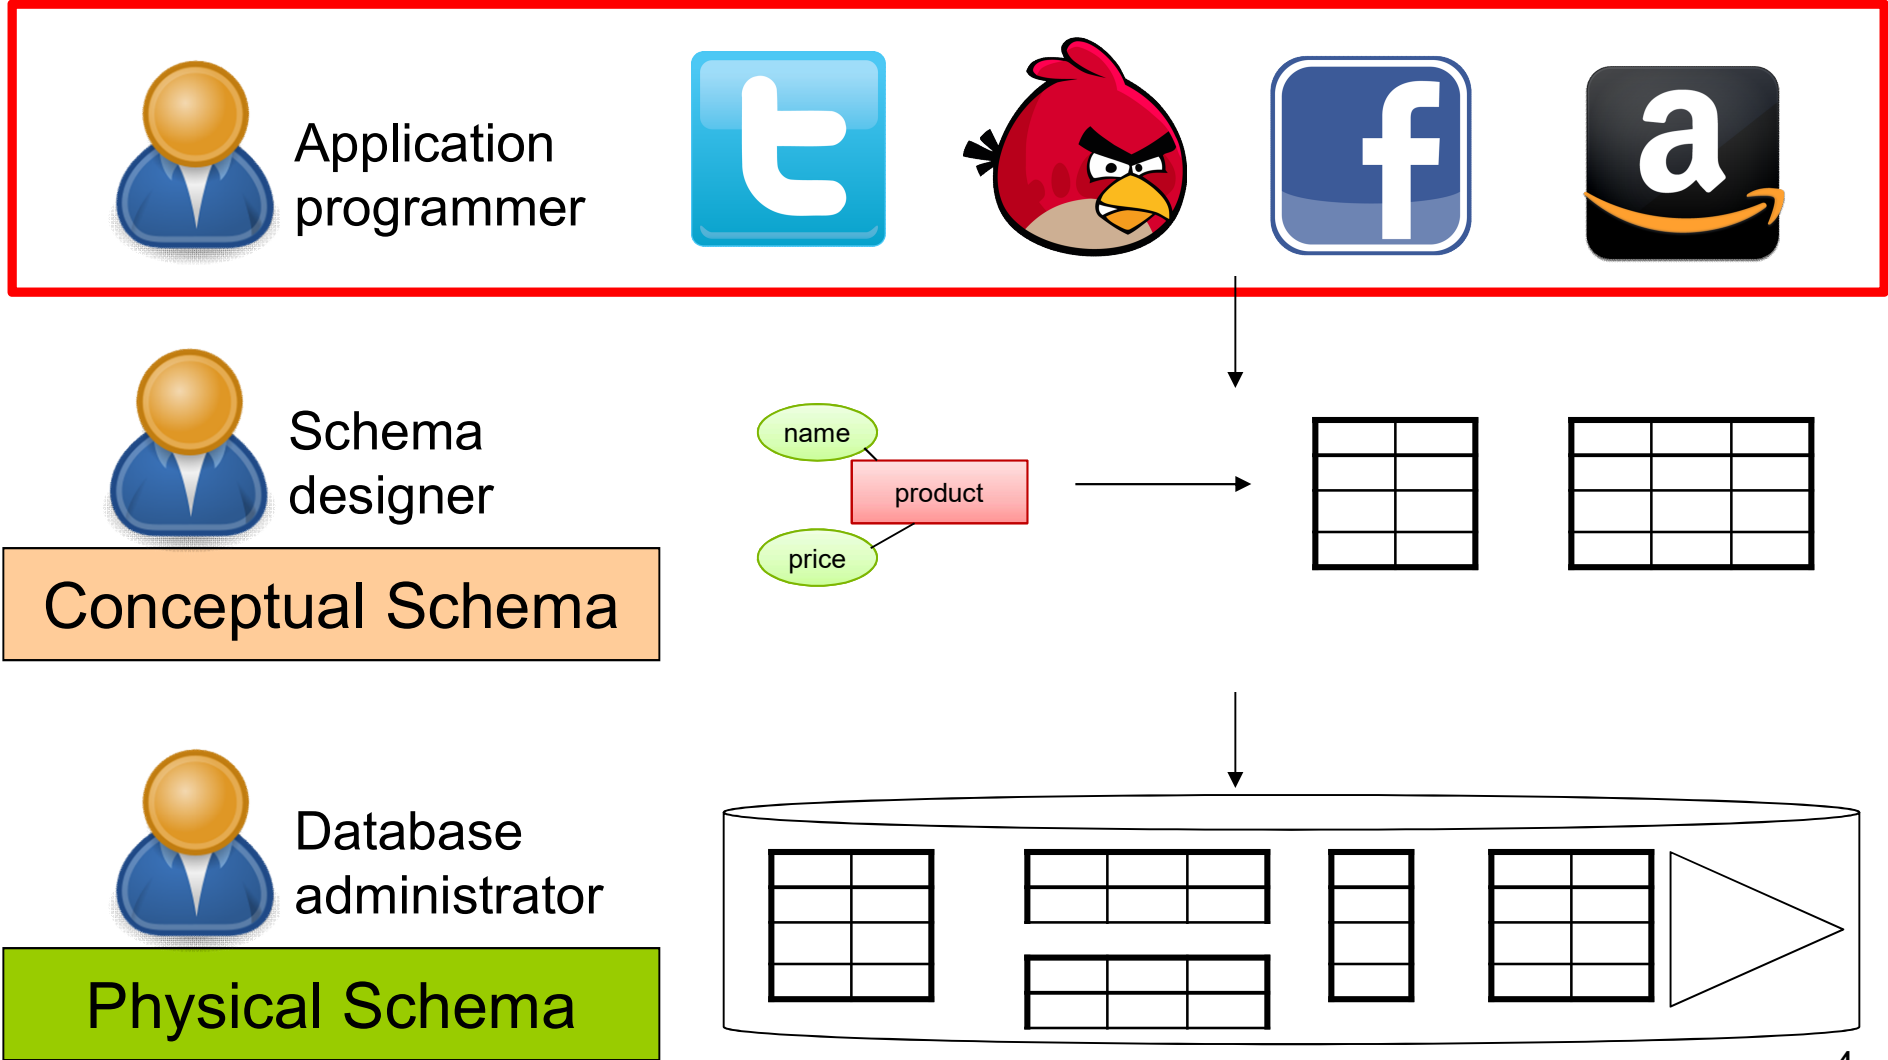 Application
programmer
Schema
designer
name
product
price
Conceptual Schema
Database
administrator
Physical Schema